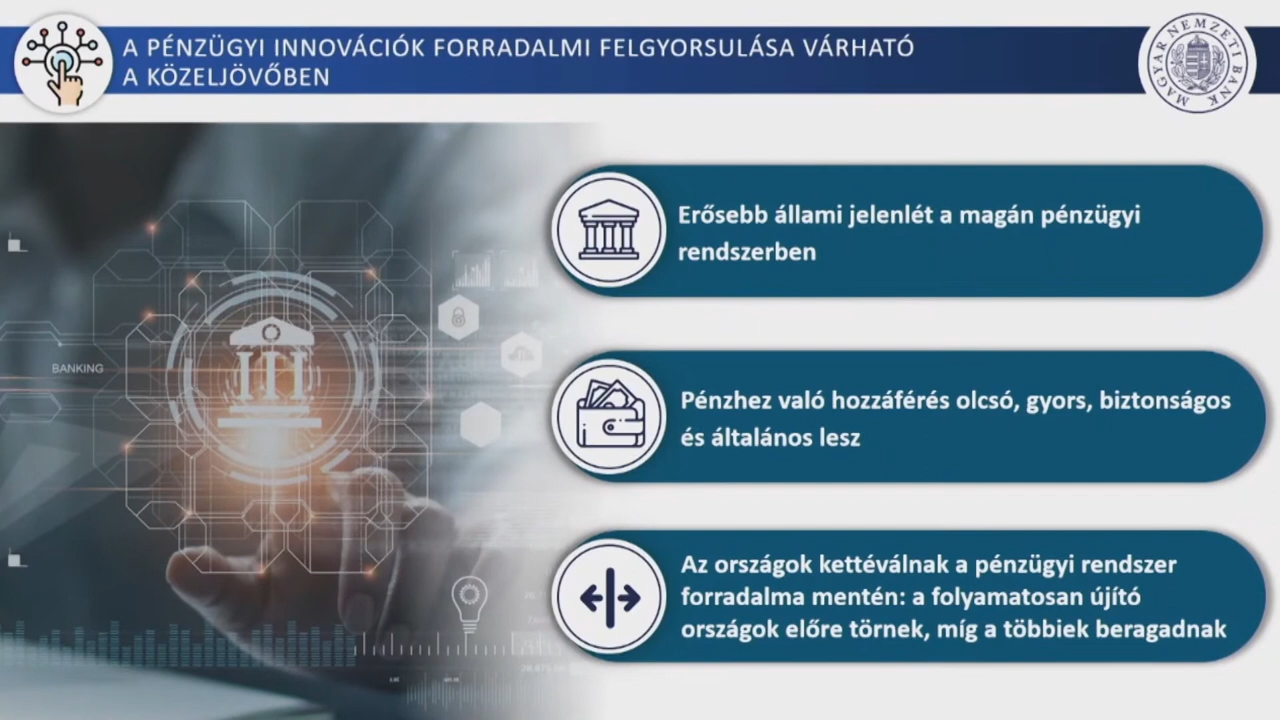 A PÉNZÜGYI INNOVÁCIÓK FORRADALMI FELGYORSULÁSA VÁRHATÓ
A KÖZELJÖVŐBEN
MAGYAR NEMZETI BANK
BANKING
Erősebb állami jelenlét a magán pénzügyi
rendszerben
Pénzhez való hozzáférés olcsó, gyors, biztonságos
és általános lesz
Az országok kettéválnak a pénzügyi rendszer
forradalma mentén: a folyamatosan újító
országok előre törnek, míg a többiek beragadnak